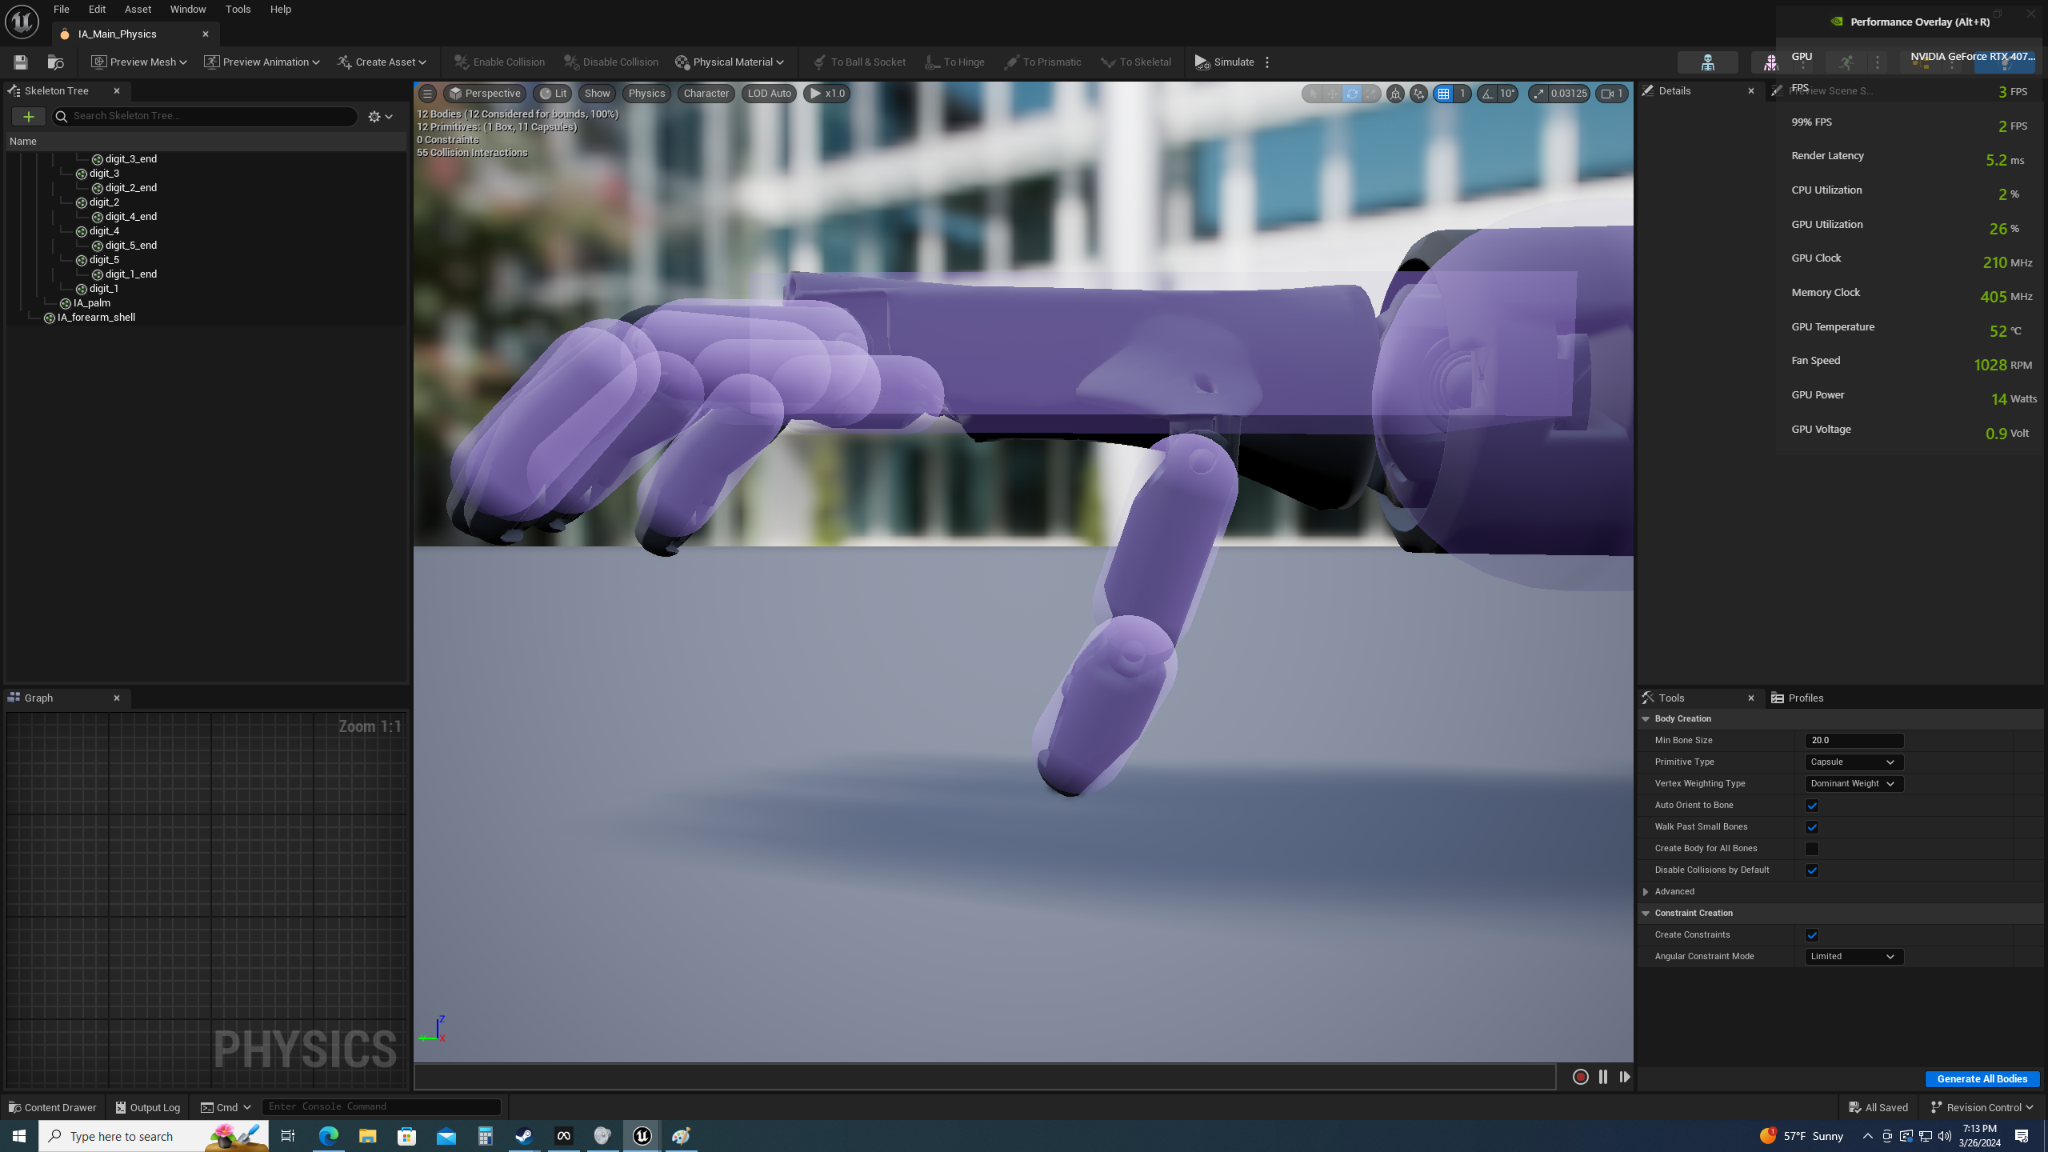 File Edit Asset Window Tools Help
IA_Main_Physics
Preview Mesh Preview Animation Create Asset Enable Collision Disable Collision Physical Material To Ball & Socket To Hinge To Prismatic To Skeletal Simulate
Skeleton Tree
Search Skeleton Tree...
Name
digit_3_end
digit_3
digit_2_end
digit_2
digit_4_end
digit_4
digit_5_end
digit_5
digit_1_end
digit_1
IA_palm
IA_forearm_shell
Graph
Zoom 1:1
PHYSICS
Perspective Lit Show Physics Character LOD Auto x1.0
1 10° 0.03125 1
12 Bodies (12 Considered for bounds, 100%)
12 Primitives: (1 Box, 11 Capsules)
0 Constraints
55 Collision Interactions
Z
X
Details
Preview Scene S...
Performance Overlay (Alt+R)
GPU NVIDIA GeForce RTX 407...
FPS 3 FPS
99% FPS 2 FPS
Render Latency 5.2 ms
CPU Utilization 2 %
GPU Utilization 26 %
GPU Clock 210 MHz
Memory Clock 405 MHz
GPU Temperature 52 °C
Fan Speed 1028 RPM
GPU Power 14 Watts
GPU Voltage 0.9 Volt
Tools Profiles
Body Creation
Min Bone Size 20.0
Primitive Type Capsule
Vertex Weighting Type Dominant Weight
Auto Orient to Bone
Walk Past Small Bones
Create Body for All Bones
Disable Collisions by Default
Advanced
Constraint Creation
Create Constraints
Angular Constraint Mode Limited
Generate All Bodies
Content Drawer Output Log Cmd Enter Console Command All Saved Revision Control
Type here to search
57°F Sunny
7:13 PM
3/26/2024